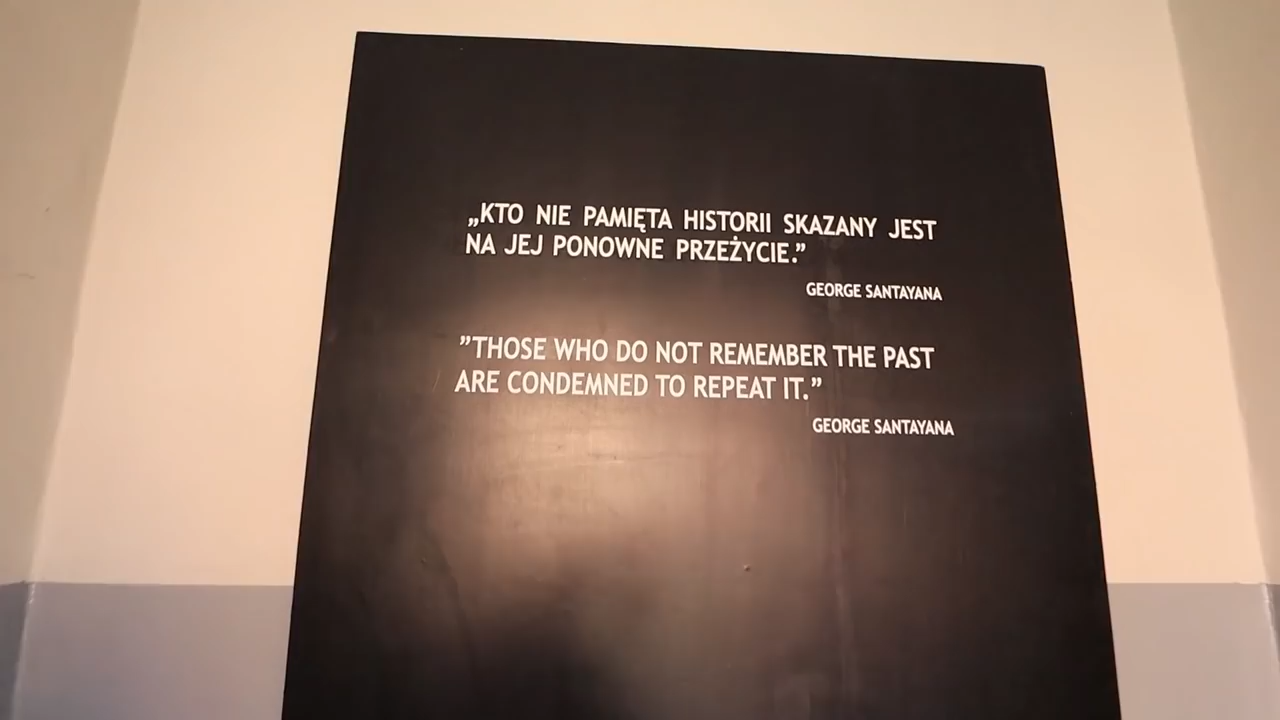 „KTO NIE PAMIĘTA HISTORII SKAZANY JEST
NA JEJ PONOWNE PRZEŻYCIE.”
GEORGE SANTAYANA
”THOSE WHO DO NOT REMEMBER THE PAST
ARE CONDEMNED TO REPEAT IT.”
GEORGE SANTAYANA